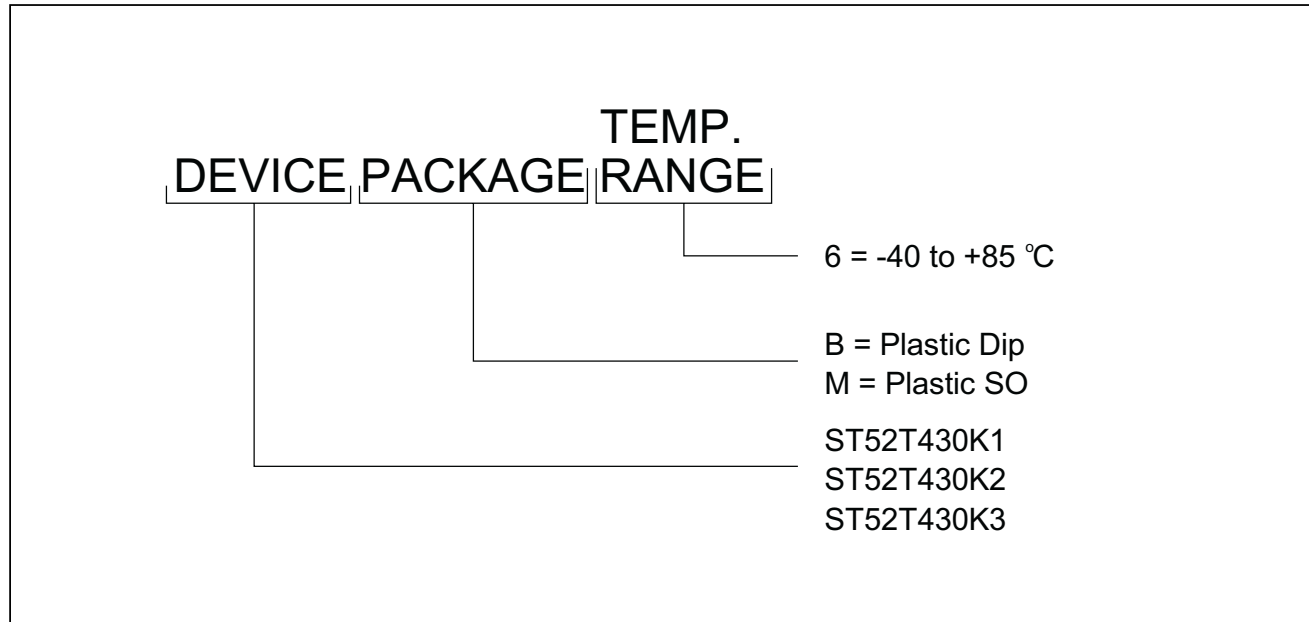 TEMP.
DEVICE PACKAGE RANGE
6 = -40 to +85 °C
B = Plastic Dip
M = Plastic SO
ST52T430K1
ST52T430K2
ST52T430K3